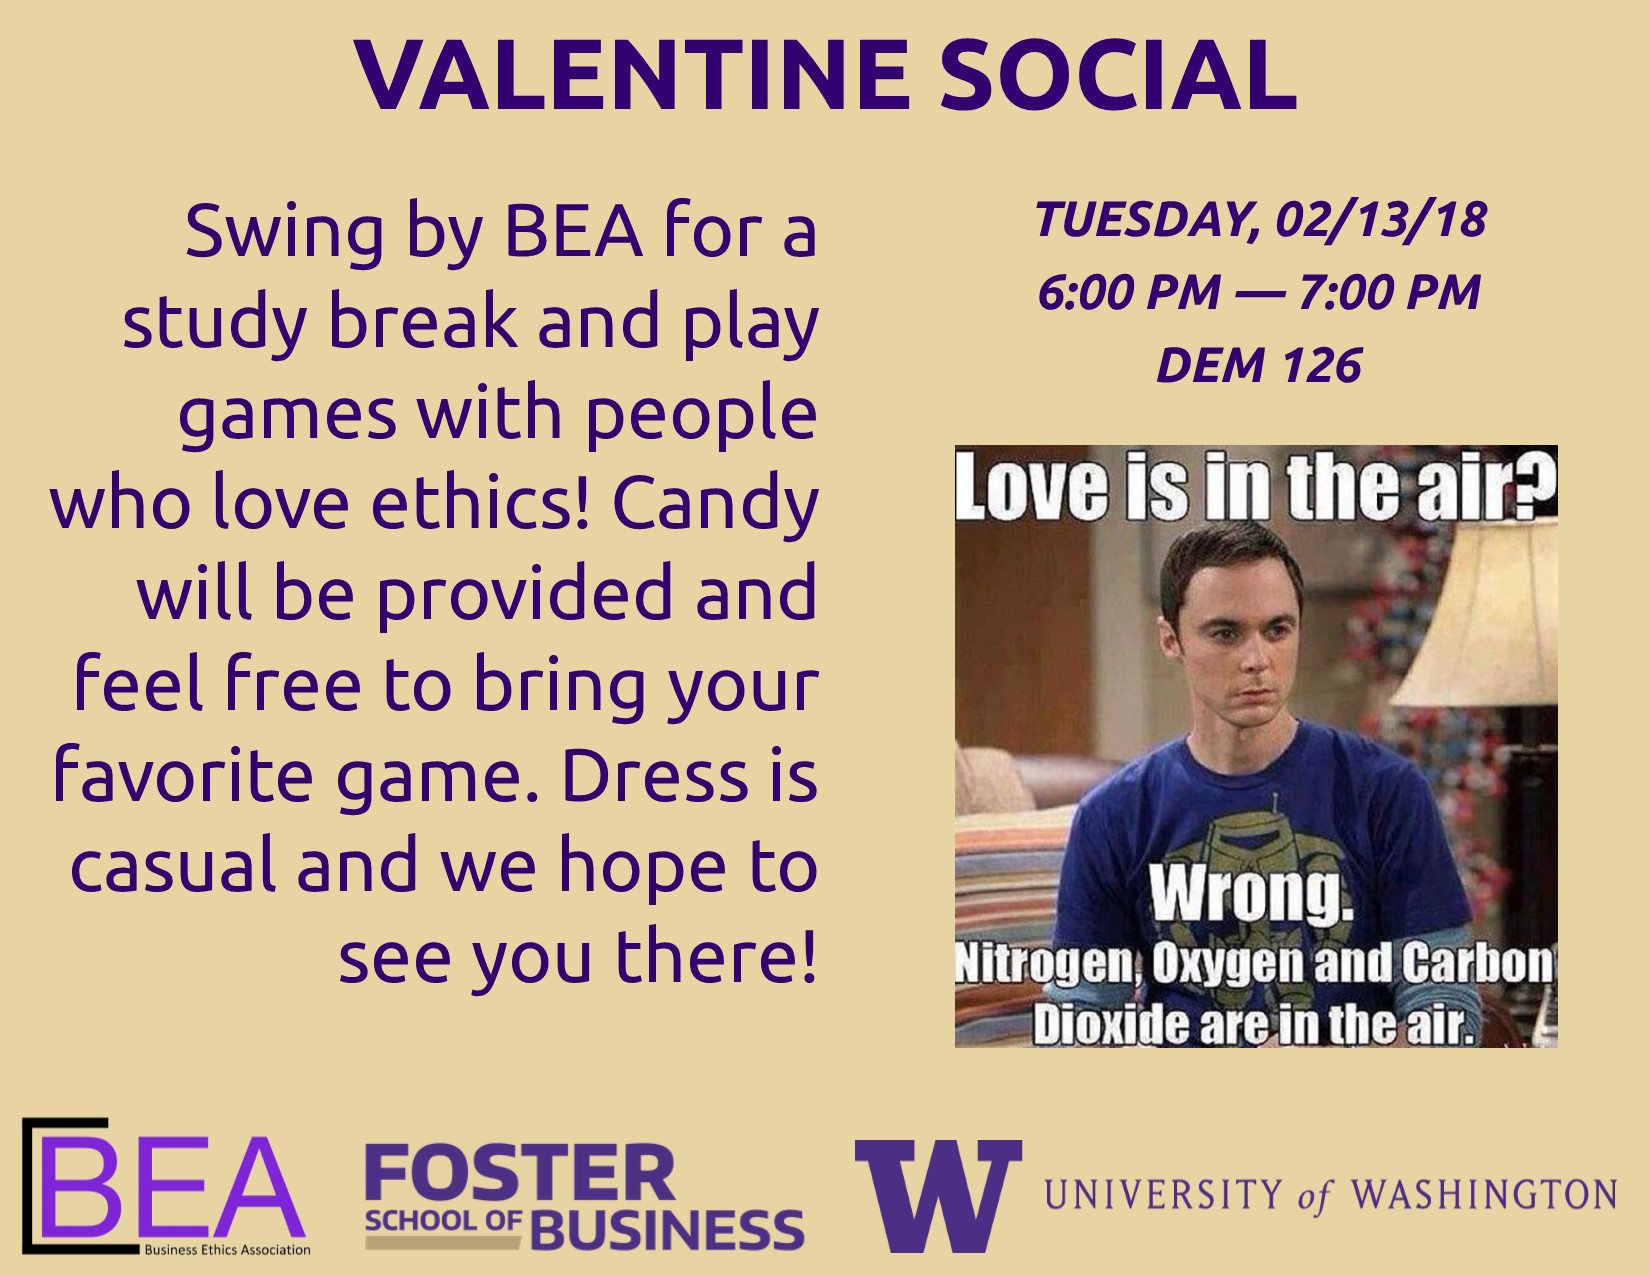 VALENTINE SOCIAL
Swing by BEA for a
study break and play
games with people
who love ethics! Candy
will be provided and
feel free to bring your
favorite game. Dress is
casual and we hope to
see you there!
TUESDAY, 02/13/18
6:00 PM — 7:00 PM
DEM 126
Love is in the air?
Wrong.
Nitrogen, Oxygen and Carbon
Dioxide are in the air.
BEA
Business Ethics Association
FOSTER
SCHOOL OF BUSINESS
W UNIVERSITY of WASHINGTON